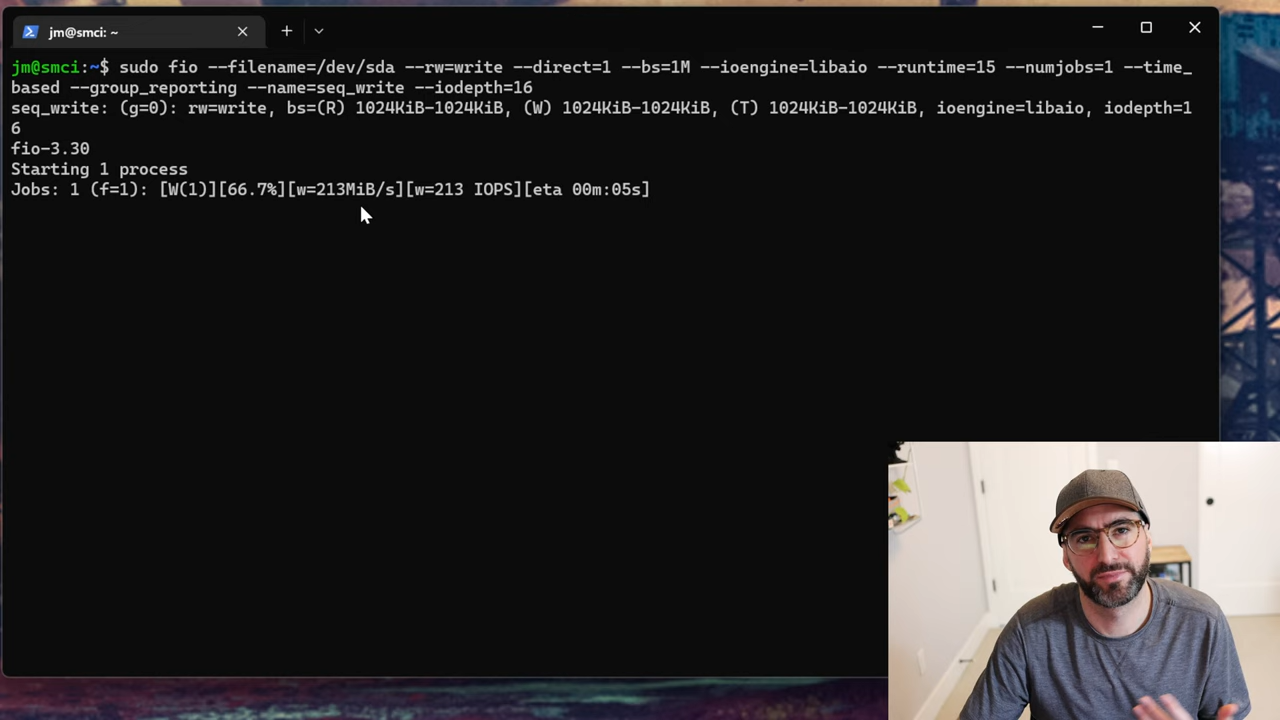 jm@smci: ~
jm@smci:~$ sudo fio --filename=/dev/sda --rw=write --direct=1 --bs=1M --ioengine=libaio --runtime=15 --numjobs=1 --time_
based --group_reporting --name=seq_write --iodepth=16
seq_write: (g=0): rw=write, bs=(R) 1024KiB-1024KiB, (W) 1024KiB-1024KiB, (T) 1024KiB-1024KiB, ioengine=libaio, iodepth=1
6
fio-3.30
Starting 1 process
Jobs: 1 (f=1): [W(1)][66.7%][w=213MiB/s][w=213 IOPS][eta 00m:05s]